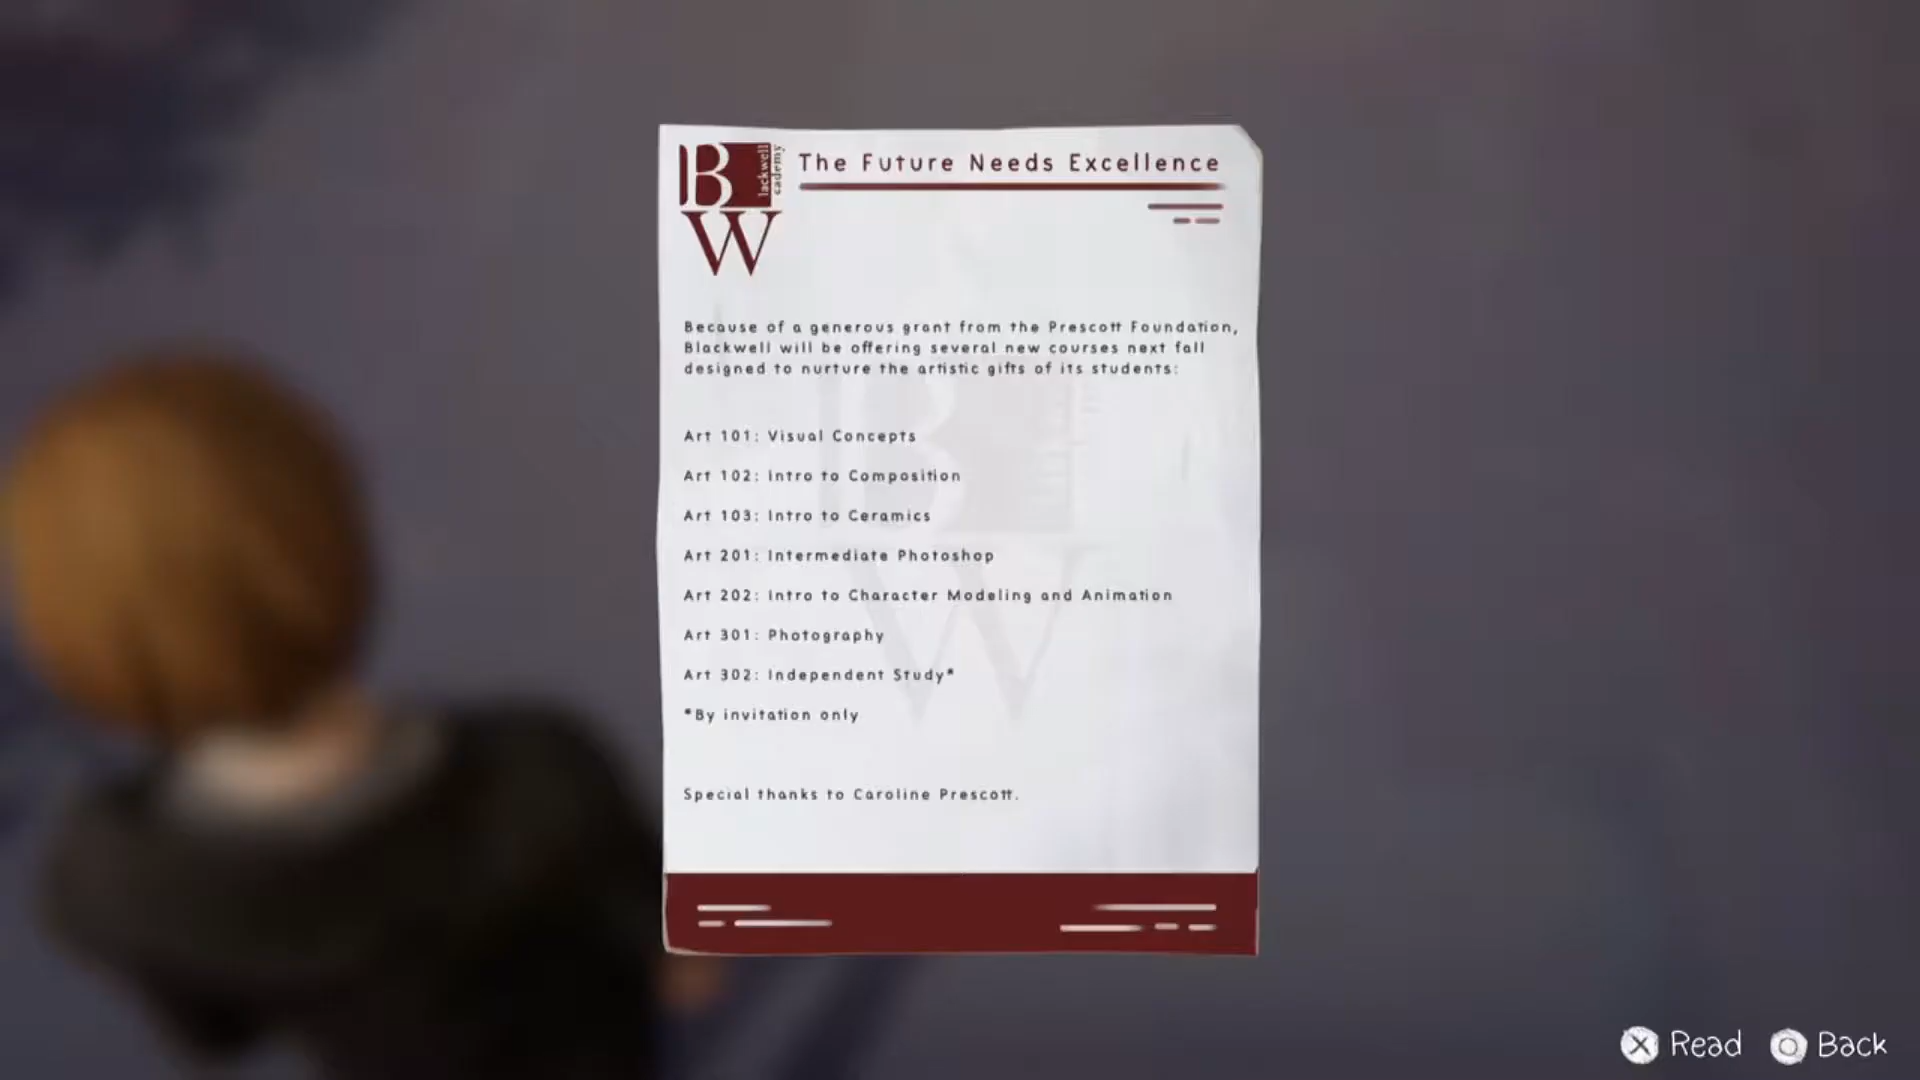 B
lackwell
cademy
W
The Future Needs Excellence
Because of a generous grant from the Prescott Foundation,
Blackwell will be offering several new courses next fall
designed to nurture the artistic gifts of its students:
Art 101: Visual Concepts
Art 102: Intro to Composition
Art 103: Intro to Ceramics
Art 201: Intermediate Photoshop
Art 202: Intro to Character Modeling and Animation
Art 301: Photography
Art 302: Independent Study*
*By invitation only
Special thanks to Caroline Prescott.
Read
Back